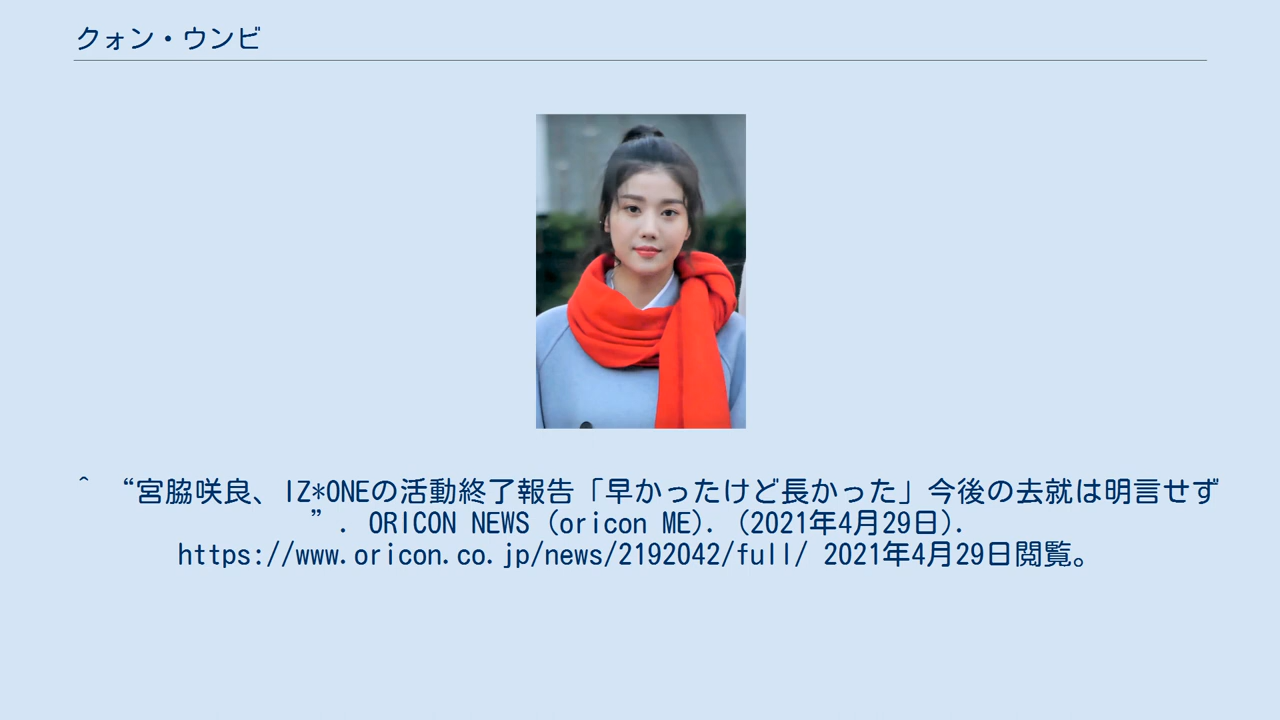 クォン・ウンビ
^ “宮脇咲良、IZ*ONEの活動終了報告「早かったけど長かった」今後の去就は明言せず
”. ORICON NEWS (oricon ME). (2021年4月29日).
https://www.oricon.co.jp/news/2192042/full/ 2021年4月29日閲覧。